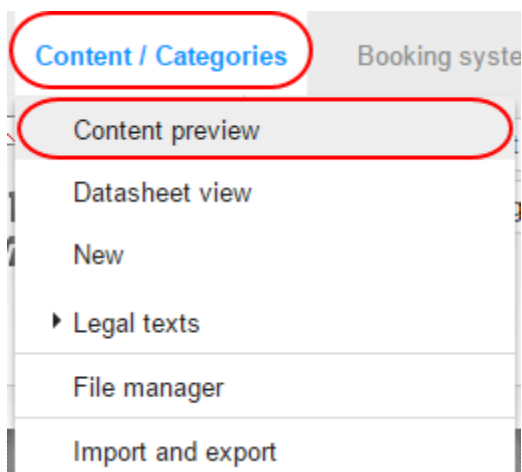 Content / Categories
Booking syste
Content preview
Datasheet view
New
Legal texts
File manager
Import and export